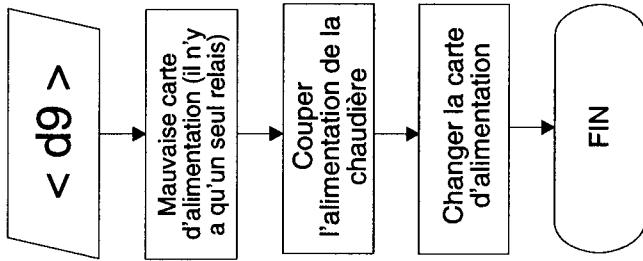 < d9 >
Mauvaise carte
d'alimentation (il n'y
a qu'un seul relais)
Couper
l'alimentation de la
chaudière
Changer la carte
d'alimentation
FIN